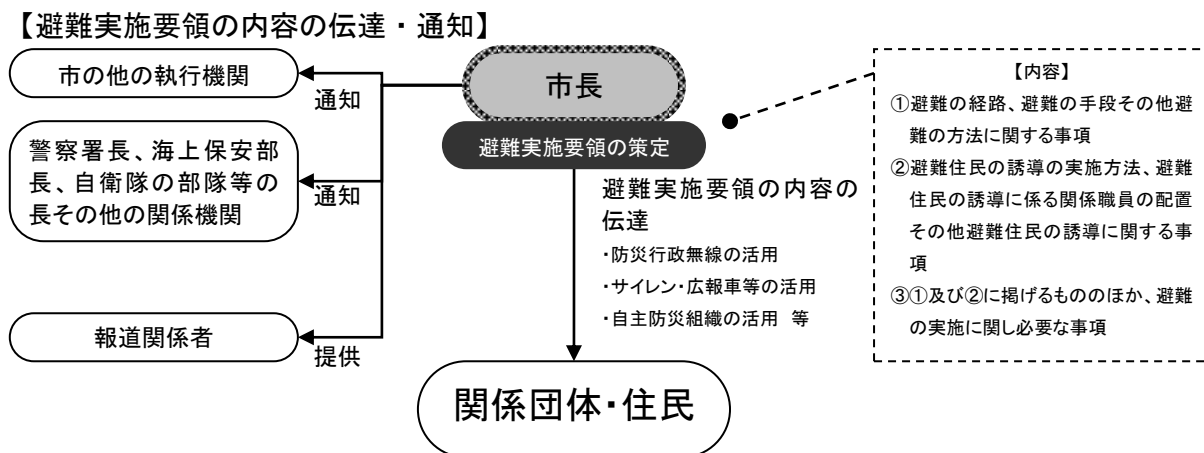 【避難実施要領の内容の伝達・通知】
市の他の執行機関
通知
警察署長、海上保安部
長、自衛隊の部隊等の
長その他の関係機関
通知
報道関係者
提供
市長
避難実施要領の策定
避難実施要領の内容の
伝達
・防災行政無線の活用
・サイレン・広報車等の活用
・自主防災組織の活用　等
関係団体・住民
【内容】
①避難の経路、避難の手段その他避
難の方法に関する事項
②避難住民の誘導の実施方法、避難
住民の誘導に係る関係職員の配置
その他避難住民の誘導に関する事
項
③①及び②に掲げるもののほか、避難
の実施に関し必要な事項